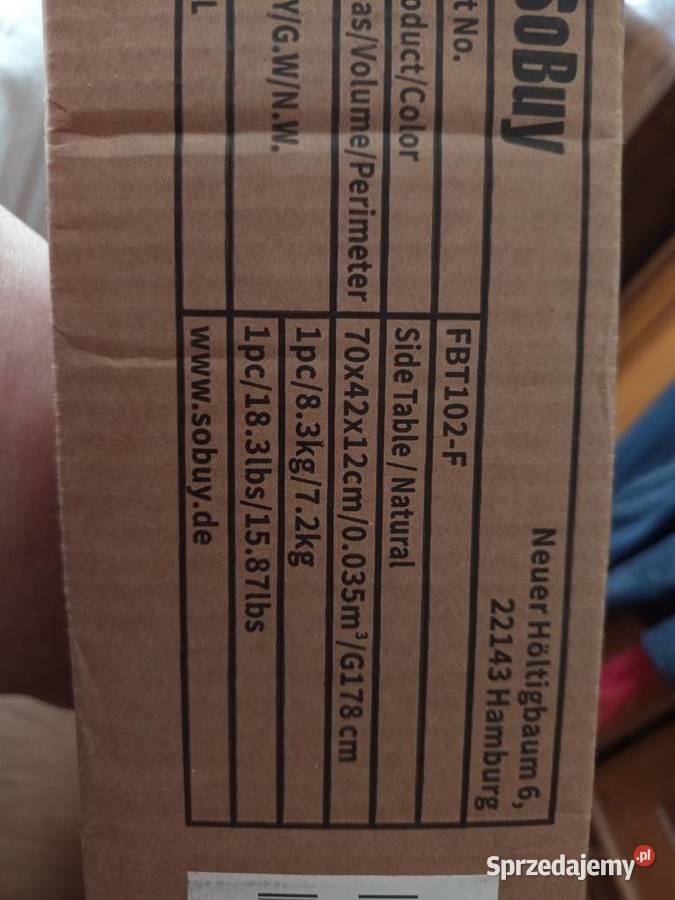 SoBuy
Neuer Höltigbaum 6,
22143 Hamburg
t No. FBT102-F
oduct/Color Side Table / Natural
as/Volume/Perimeter 70x42x12cm/0.035m³/G178 cm
Y/G.W/N.W. 1pc/8.3kg/7.2kg
1pc/18.3lbs/15.87lbs
L www.sobuy.de
Sprzedajemy.pl